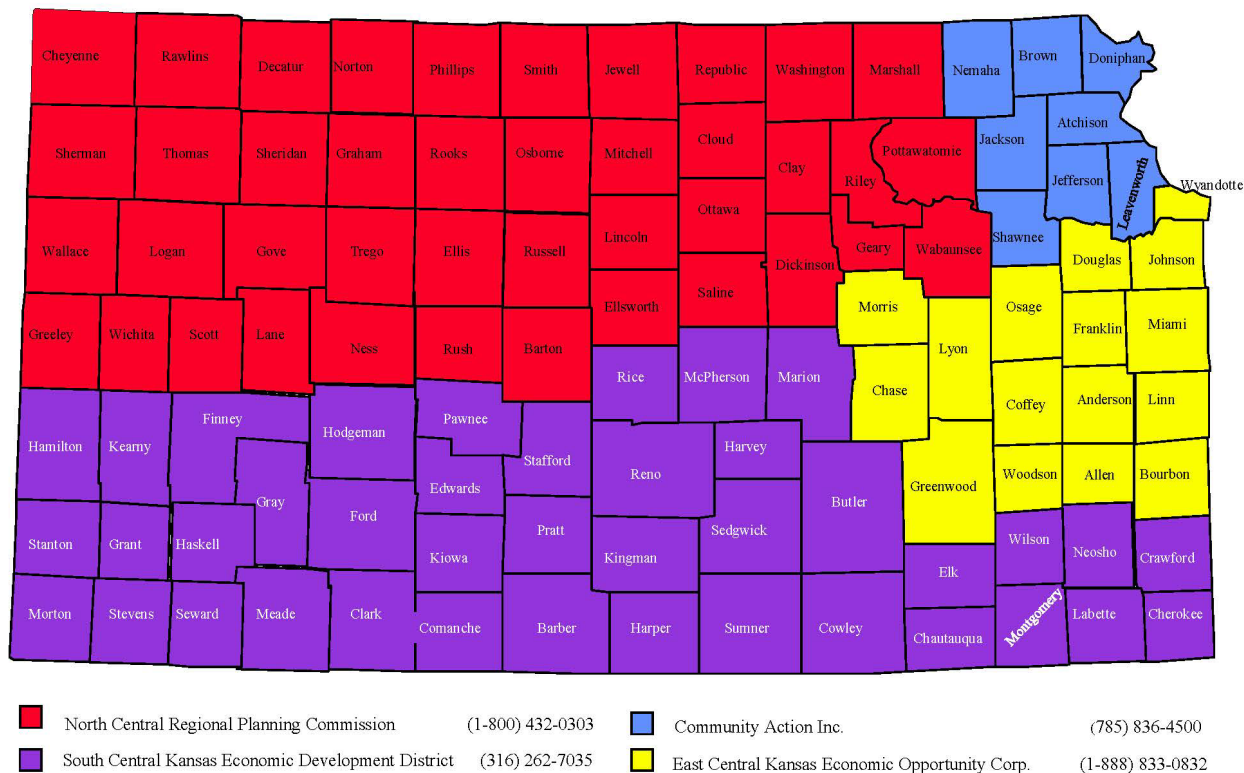 Cheyenne Rawlins Decatur Norton Phillips Smith Jewell Republic Washington Marshall Nemaha Brown Doniphan
Sherman Thomas Sheridan Graham Rooks Osborne Mitchell Cloud Clay Riley Pottawatomie Jackson Atchison
Jefferson Leavenworth Wyandotte
Wallace Logan Gove Trego Ellis Russell Lincoln Ottawa Dickinson Geary Wabaunsee Shawnee Douglas Johnson
Greeley Wichita Scott Lane Ness Rush Barton Ellsworth Saline Morris Lyon Osage Franklin Miami
Hamilton Kearny Finney Hodgeman Pawnee Stafford Rice McPherson Marion Chase Coffey Anderson Linn
Gray Edwards Reno Harvey Butler Greenwood Woodson Allen Bourbon
Stanton Grant Haskell Ford Kiowa Pratt Kingman Sedgwick Elk Wilson Neosho Crawford
Morton Stevens Seward Meade Clark Comanche Barber Harper Sumner Cowley Chautauqua Montgomery Labette Cherokee
North Central Regional Planning Commission (1-800) 432-0303 Community Action Inc. (785) 836-4500
South Central Kansas Economic Development District (316) 262-7035 East Central Kansas Economic Opportunity Corp. (1-888) 833-0832